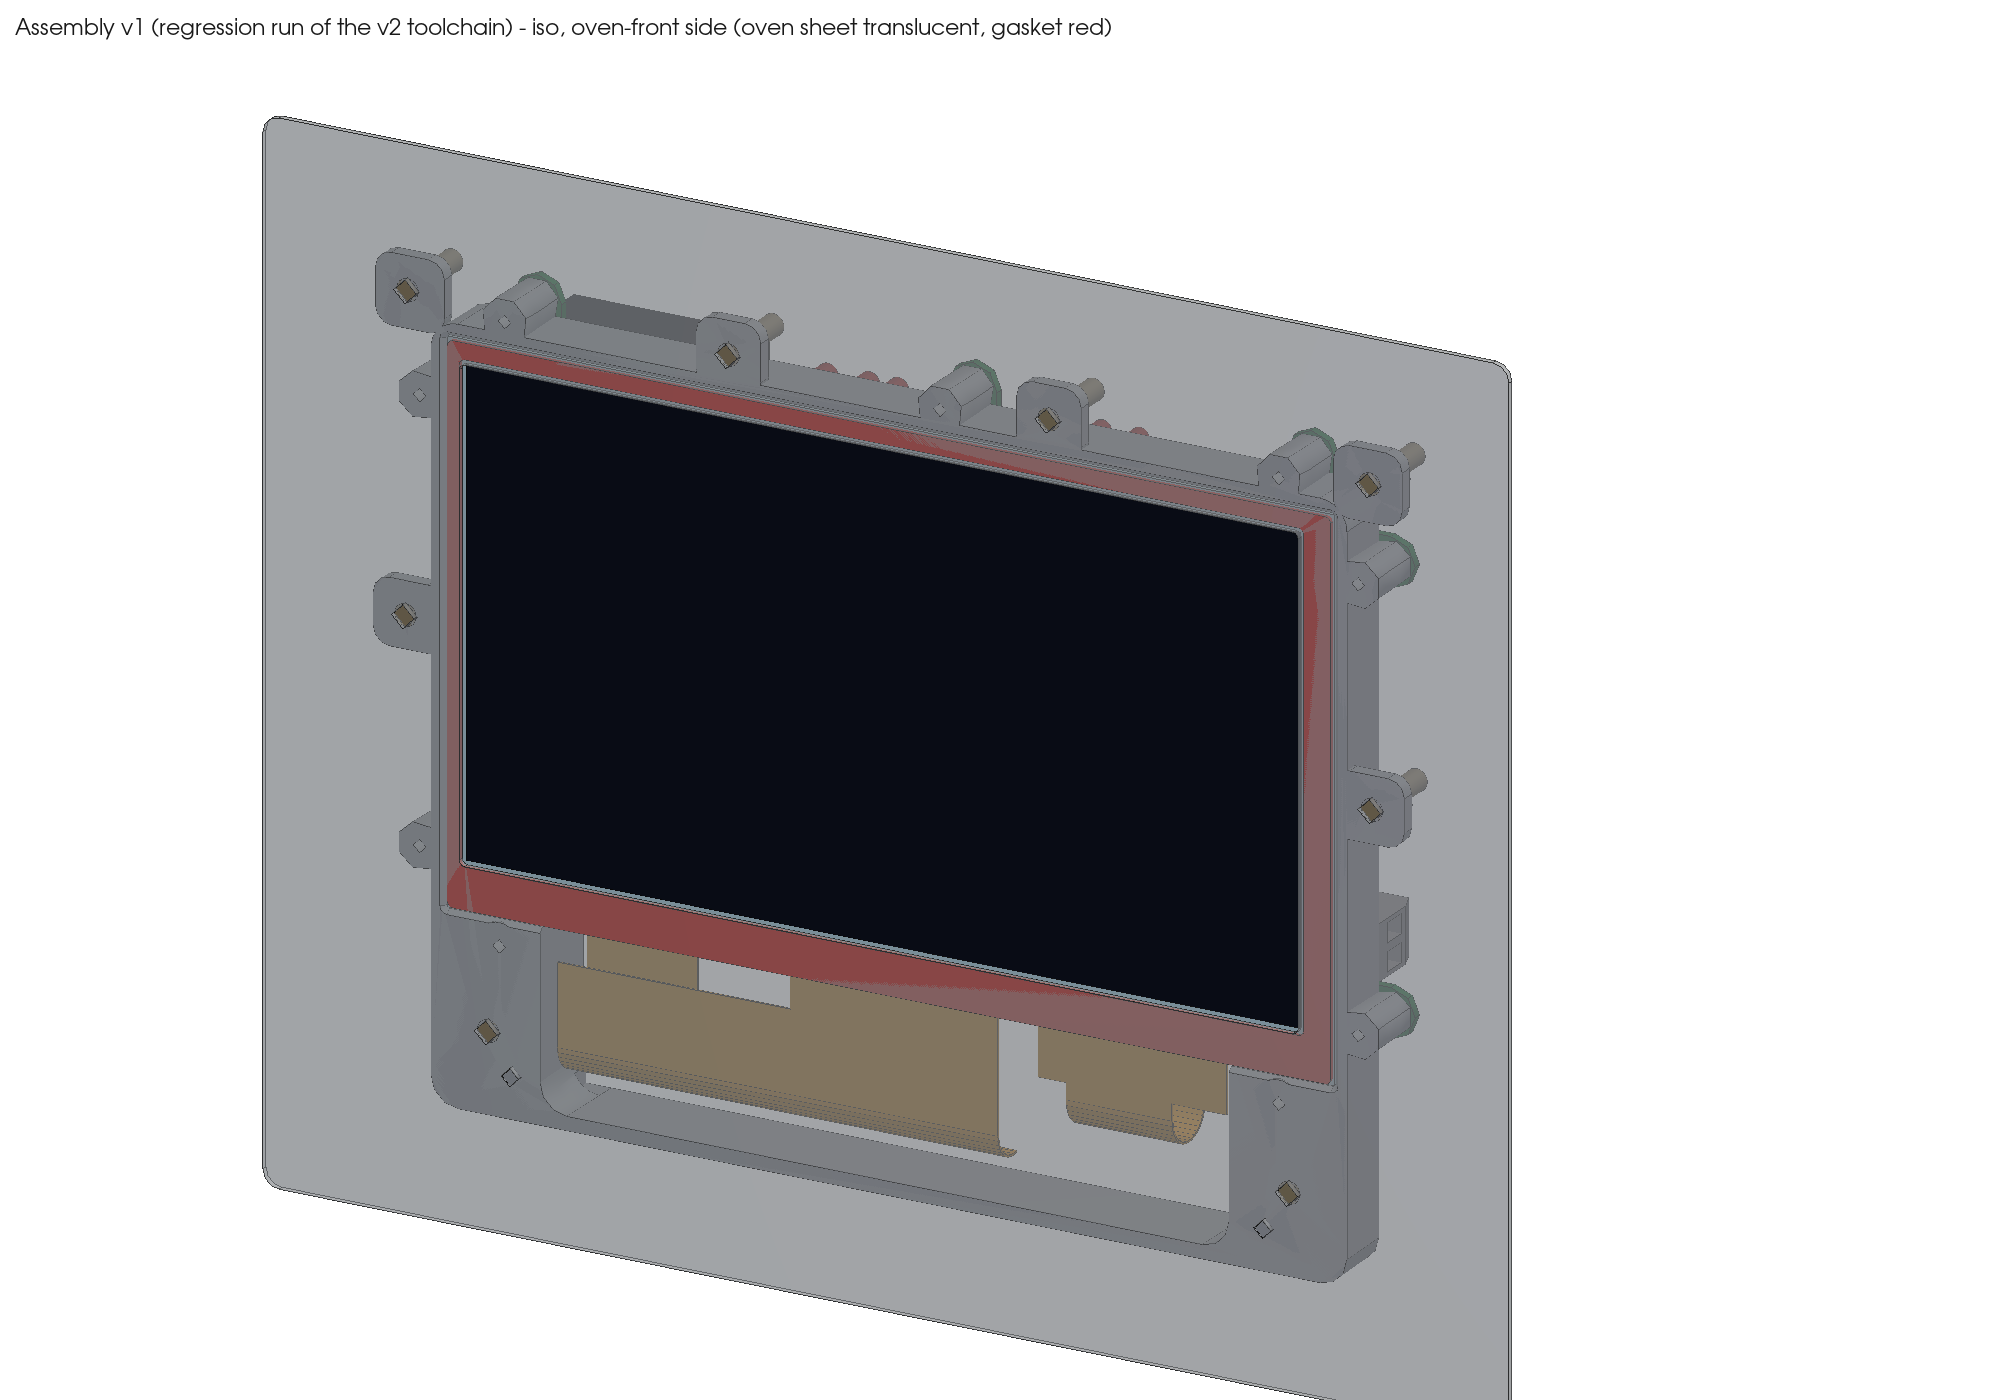 Assembly v1 (regression run of the v2 toolchain) - iso, oven-front side (oven sheet translucent, gasket red)